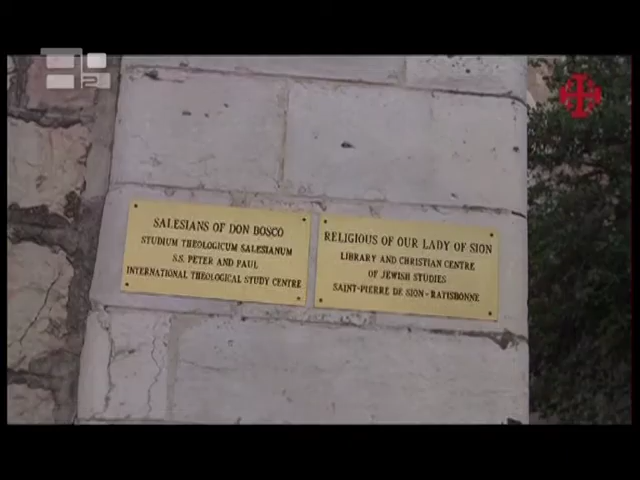 SALESIANS OF DON BOSCO
STUDIUM THEOLOGICUM SALESIANUM
S.S. PETER AND PAUL
INTERNATIONAL THEOLOGICAL STUDY CENTRE
RELIGIOUS OF OUR LADY OF SION
LIBRARY AND CHRISTIAN CENTRE
OF JEWISH STUDIES
SAINT-PIERRE DE SION-RATISBONNE